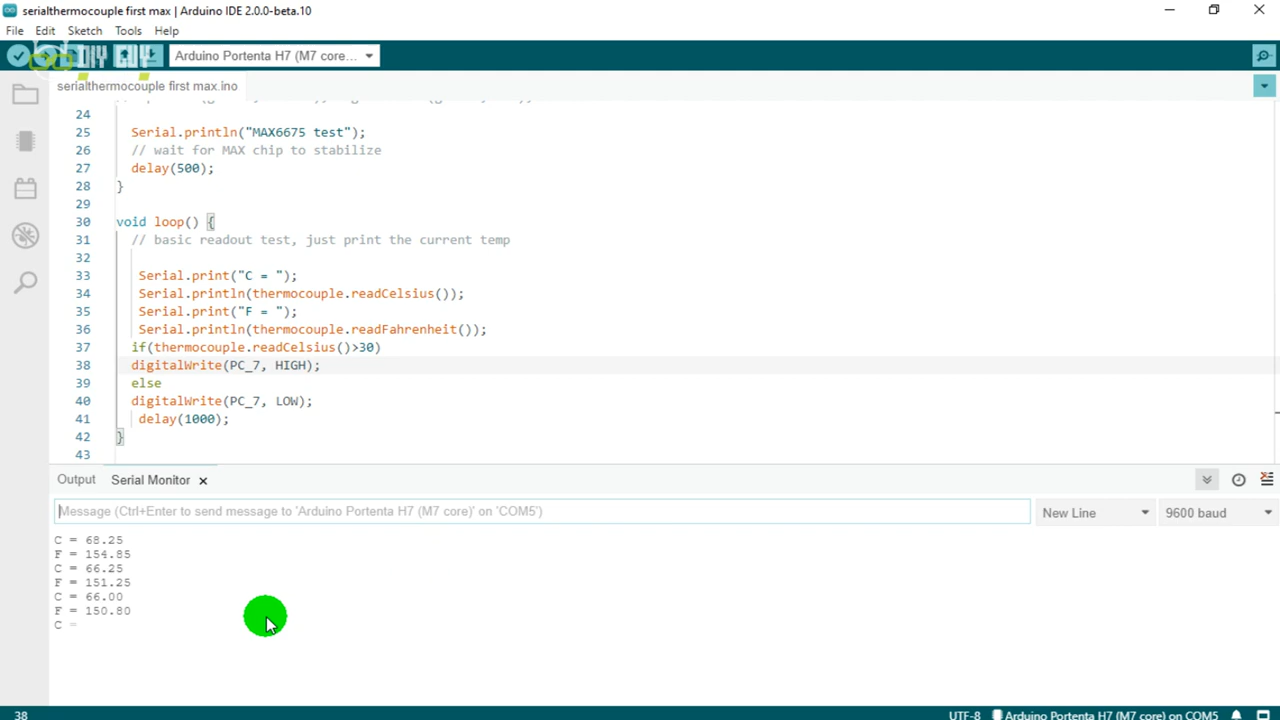 serialthermocouple first max | Arduino IDE 2.0.0-beta.10
File Edit Sketch Tools Help
DIY GUY
Arduino Portenta H7 (M7 core...
serialthermocouple first max.ino
24
25 Serial.println("MAX6675 test");
26 // wait for MAX chip to stabilize
27 delay(500);
28 }
29
30 void loop() {
31 // basic readout test, just print the current temp
32
33 Serial.print("C = ");
34 Serial.println(thermocouple.readCelsius());
35 Serial.print("F = ");
36 Serial.println(thermocouple.readFahrenheit());
37 if(thermocouple.readCelsius()>30)
38 digitalWrite(PC_7, HIGH);
39 else
40 digitalWrite(PC_7, LOW);
41 delay(1000);
42 }
43
Output Serial Monitor
Message (Ctrl+Enter to send message to 'Arduino Portenta H7 (M7 core)' on 'COM5')
New Line 9600 baud
C = 68.25
F = 154.85
C = 66.25
F = 151.25
C = 66.00
F = 150.80
C =
38 UTF-8 Arduino Portenta H7 (M7 core) on COM5